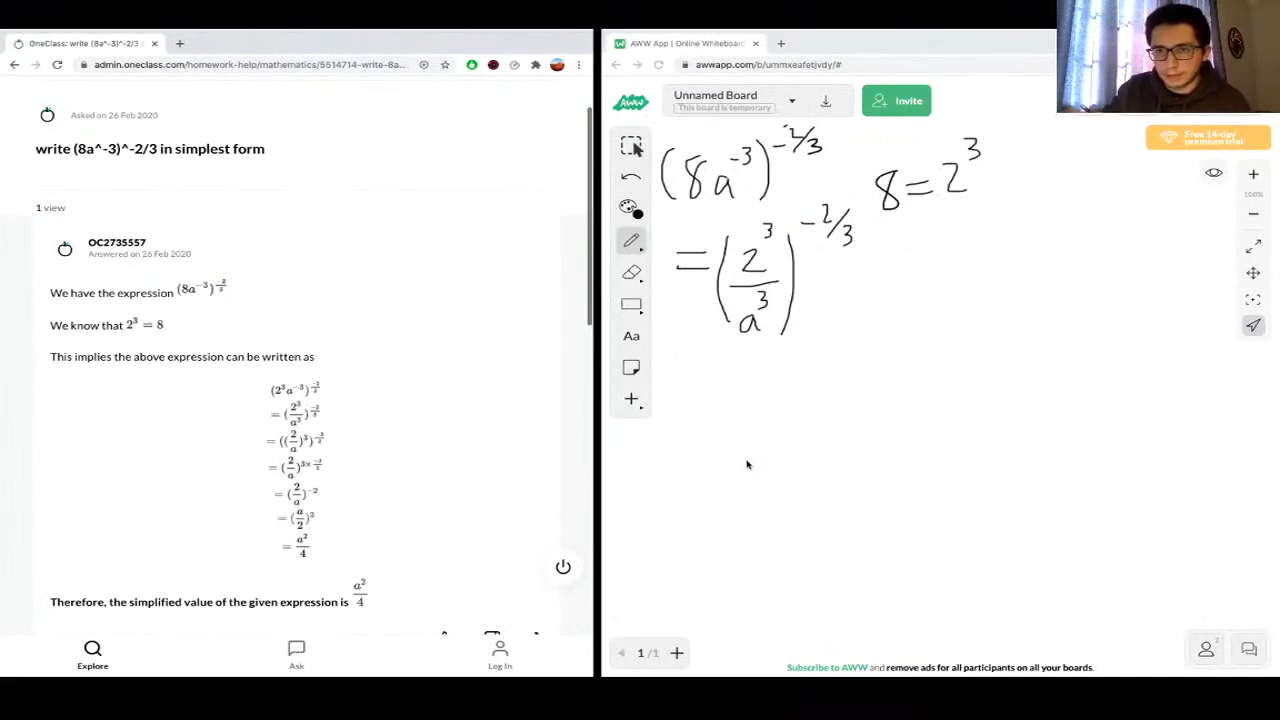 OneClass: write (8a^-3)^-2/3 i
admin.oneclass.com/homework-help/mathematics/5514714-write-8a...
Asked on 26 Feb 2020
write (8a^-3)^-2/3 in simplest form
1 view
OC2735557
Answered on 26 Feb 2020
We have the expression (8a⁻³)^(-2/3)
We know that 2³ = 8
This implies the above expression can be written as
(2³a⁻³)^(-2/3)
= (2³/a³)^(-2/3)
= ((2/a)³)^(-2/3)
= (2/a)^(3×-2/3)
= (2/a)⁻²
= (a/2)²
= a²/4
Therefore, the simplified value of the given expression is a²/4
Explore
Ask
Log In
AWW App | Online Whiteboard
awwapp.com/b/ummxeafetjvdy/#
AWW
Unnamed Board
This board is temporary
Invite
Free 14-day
premium trial
100%
(8a⁻³)^(-2/3)
8 = 2³
= (2³/a³)^(-2/3)
Aa
1 / 1
2
Subscribe to AWW and remove ads for all participants on all your boards.